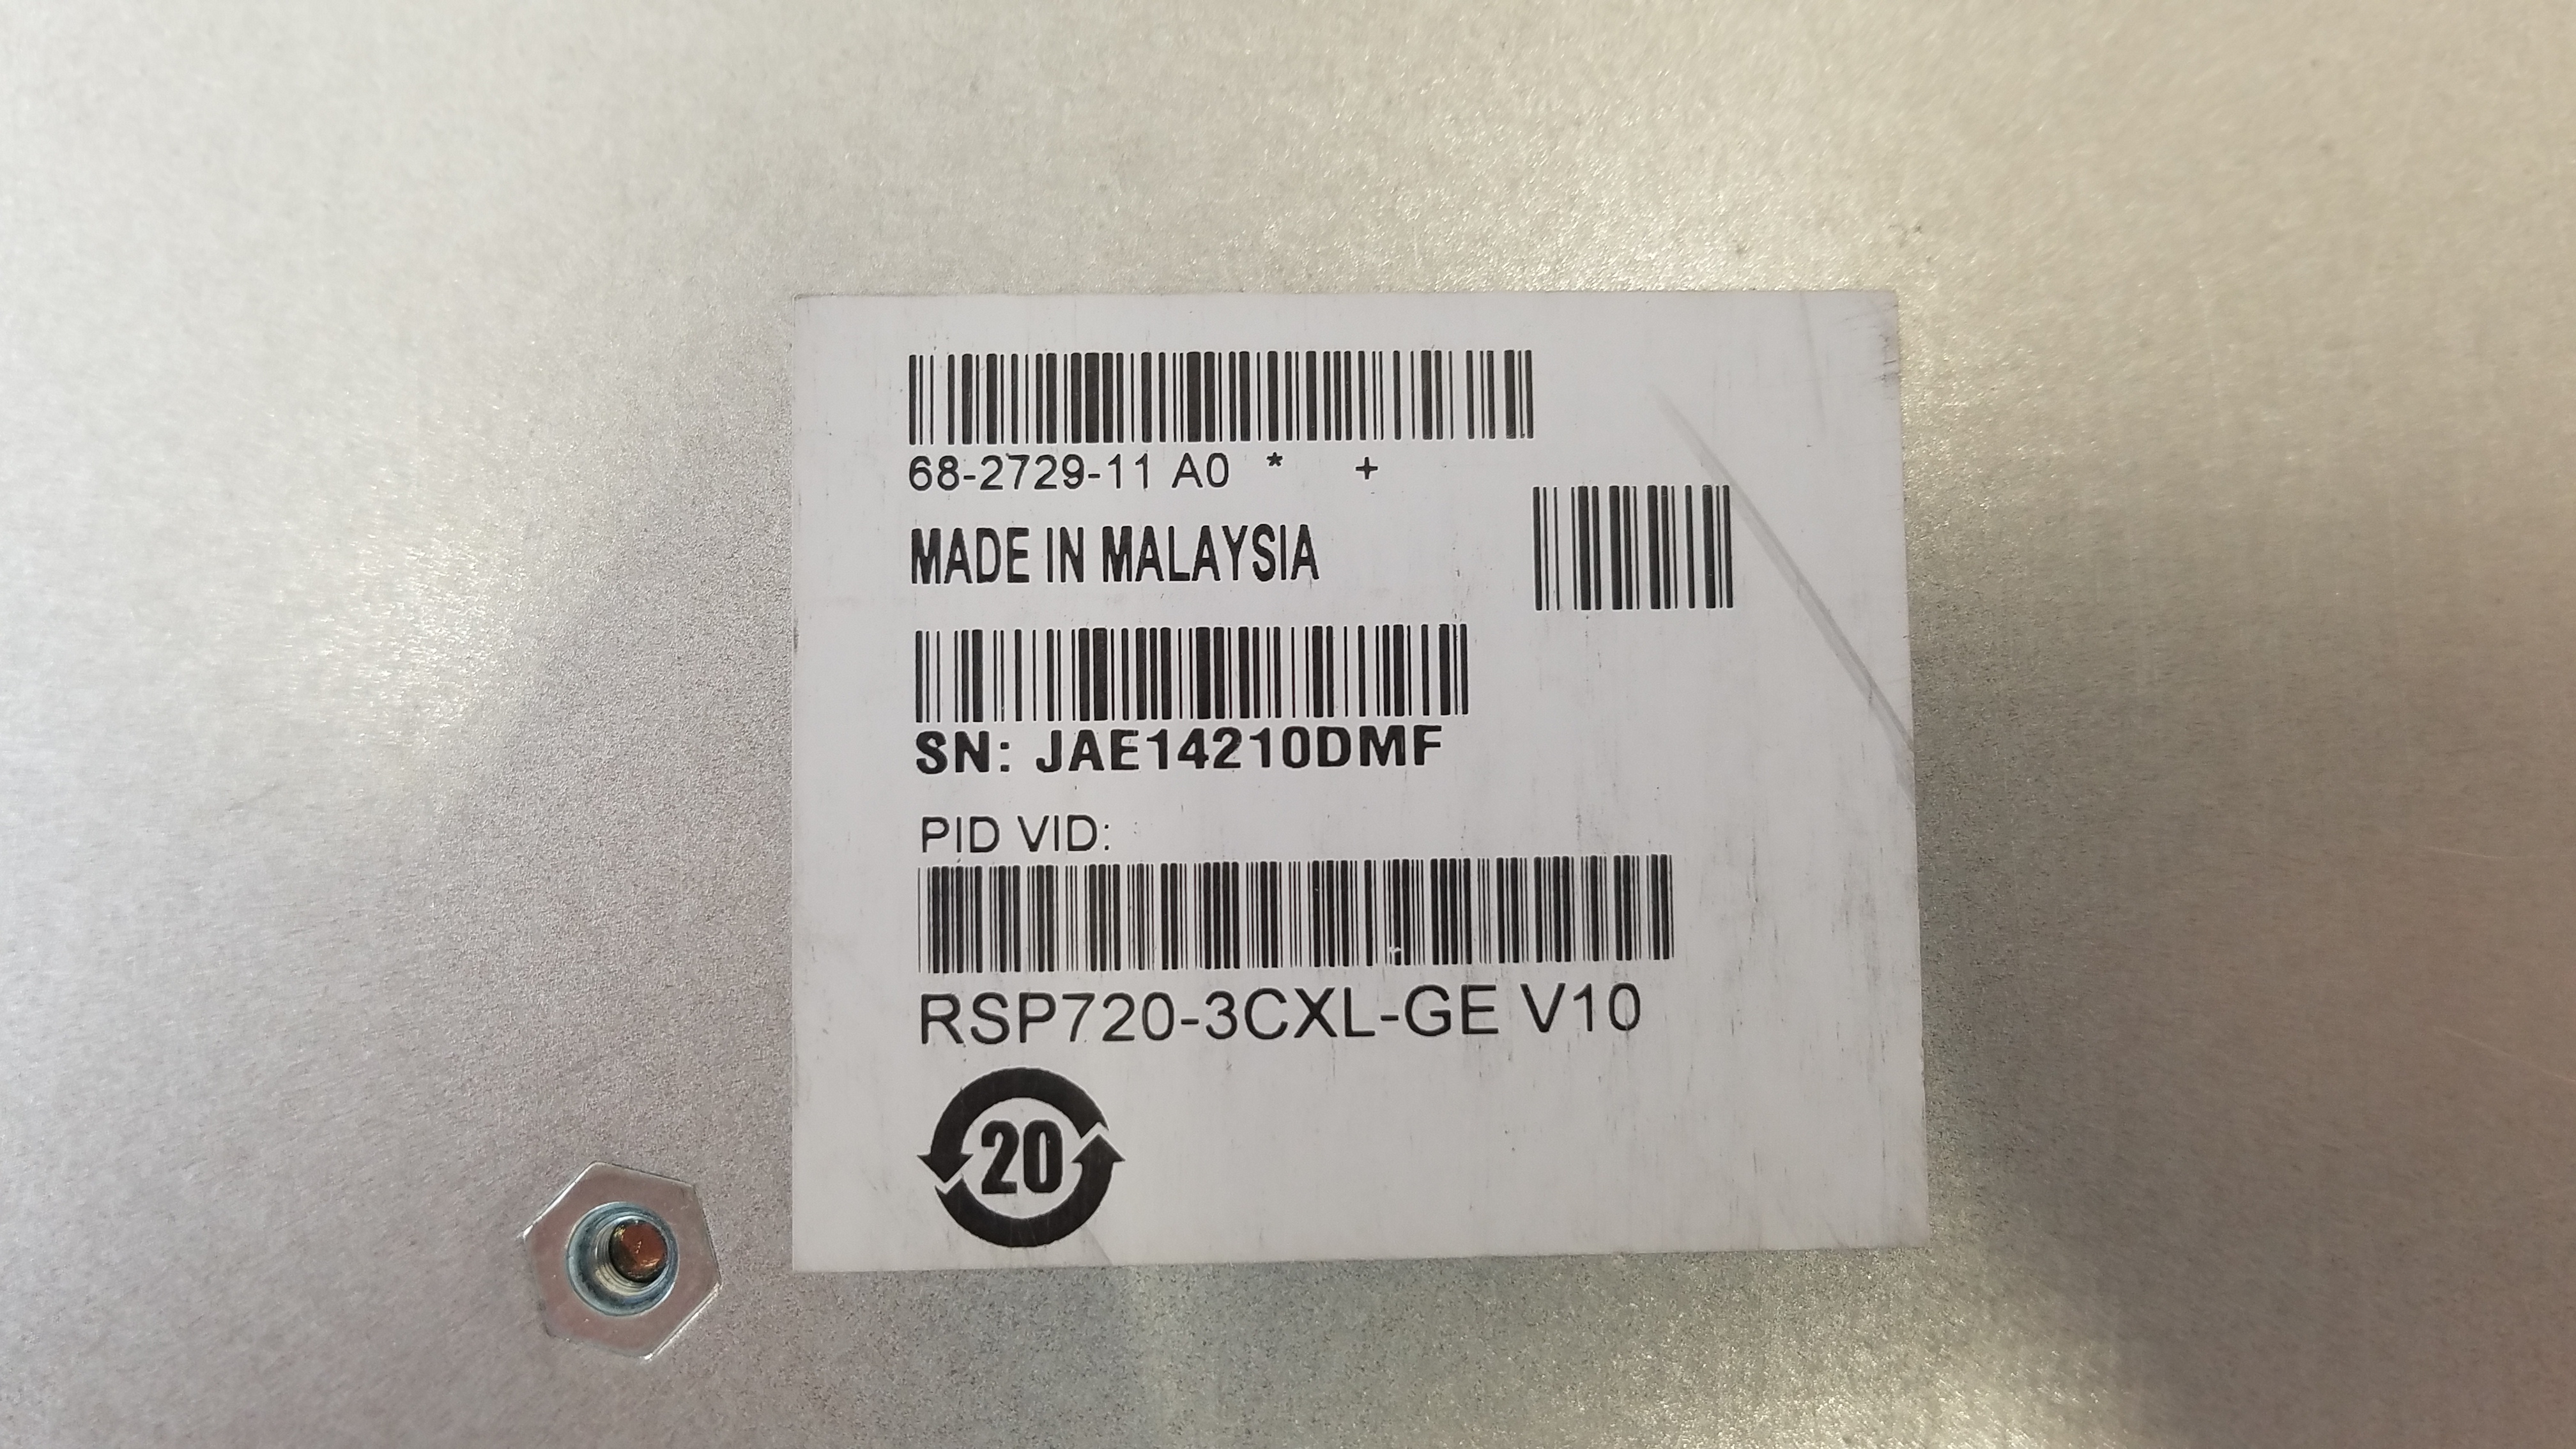 68-2729-11 A0 * +
MADE IN MALAYSIA
SN: JAE14210DMF
PID VID:
RSP720-3CXL-GE V10
20